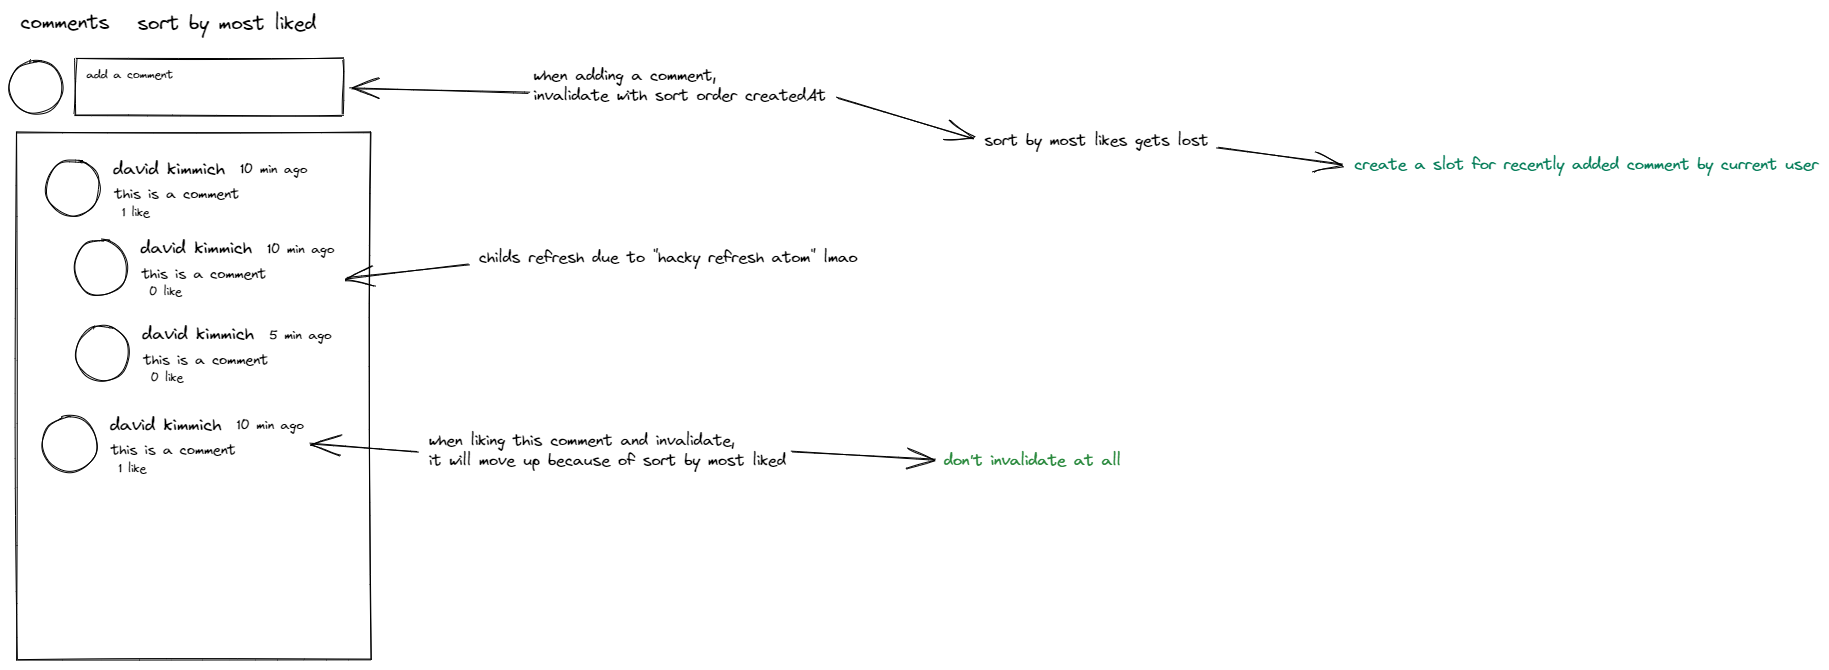 comments sort by most liked
add a comment
when adding a comment,
invalidate with sort order createdAt
sort by most likes gets lost
create a slot for recently added comment by current user
david kimmich 10 min ago
this is a comment
1 like
david kimmich 10 min ago
this is a comment
0 like
childs refresh due to "hacky refresh atom" lmao
david kimmich 5 min ago
this is a comment
0 like
david kimmich 10 min ago
this is a comment
1 like
when liking this comment and invalidate,
it will move up because of sort by most liked
don't invalidate at all